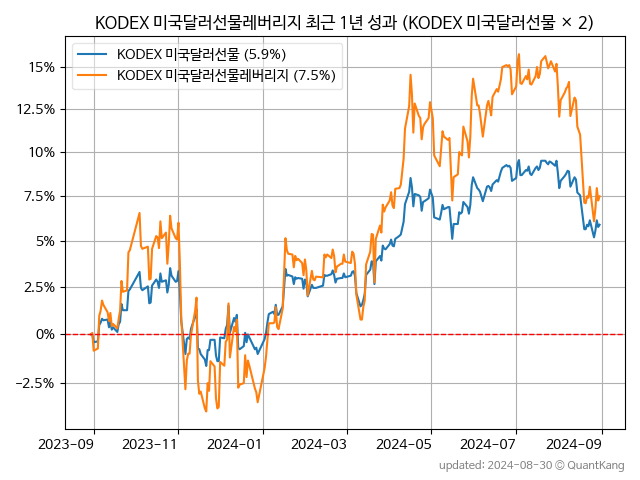 KODEX 미국달러선물레버리지 최근 1년 성과 (KODEX 미국달러선물 × 2)
KODEX 미국달러선물 (5.9%)
KODEX 미국달러선물레버리지 (7.5%)
15%
12.5%
10%
7.5%
5%
2.5%
0%
−2.5%
2023-09 2023-11 2024-01 2024-03 2024-05 2024-07 2024-09
updated: 2024-08-30 © QuantKang